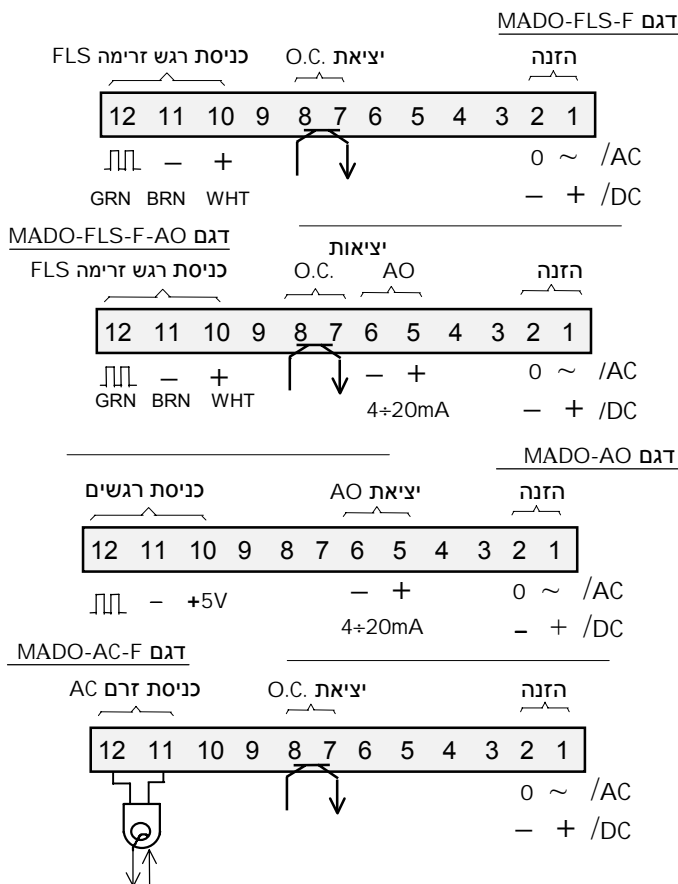 דגם MADO-FLS-F
כניסת רגש זרימה FLS יציאת O.C. הזנה
12 11 10 9 8 7 6 5 4 3 2 1
– + 0 ~ /AC
GRN BRN WHT – + /DC
דגם MADO-FLS-F-AO
יציאות
כניסת רגש זרימה FLS O.C. AO הזנה
12 11 10 9 8 7 6 5 4 3 2 1
– + – + 0 ~ /AC
GRN BRN WHT 4÷20mA – + /DC
דגם MADO-AO
כניסת רגשים יציאת AO הזנה
12 11 10 9 8 7 6 5 4 3 2 1
– +5V – + 0 ~ /AC
4÷20mA – + /DC
דגם MADO-AC-F
כניסת זרם AC יציאת O.C. הזנה
12 11 10 9 8 7 6 5 4 3 2 1
0 ~ /AC
– + /DC